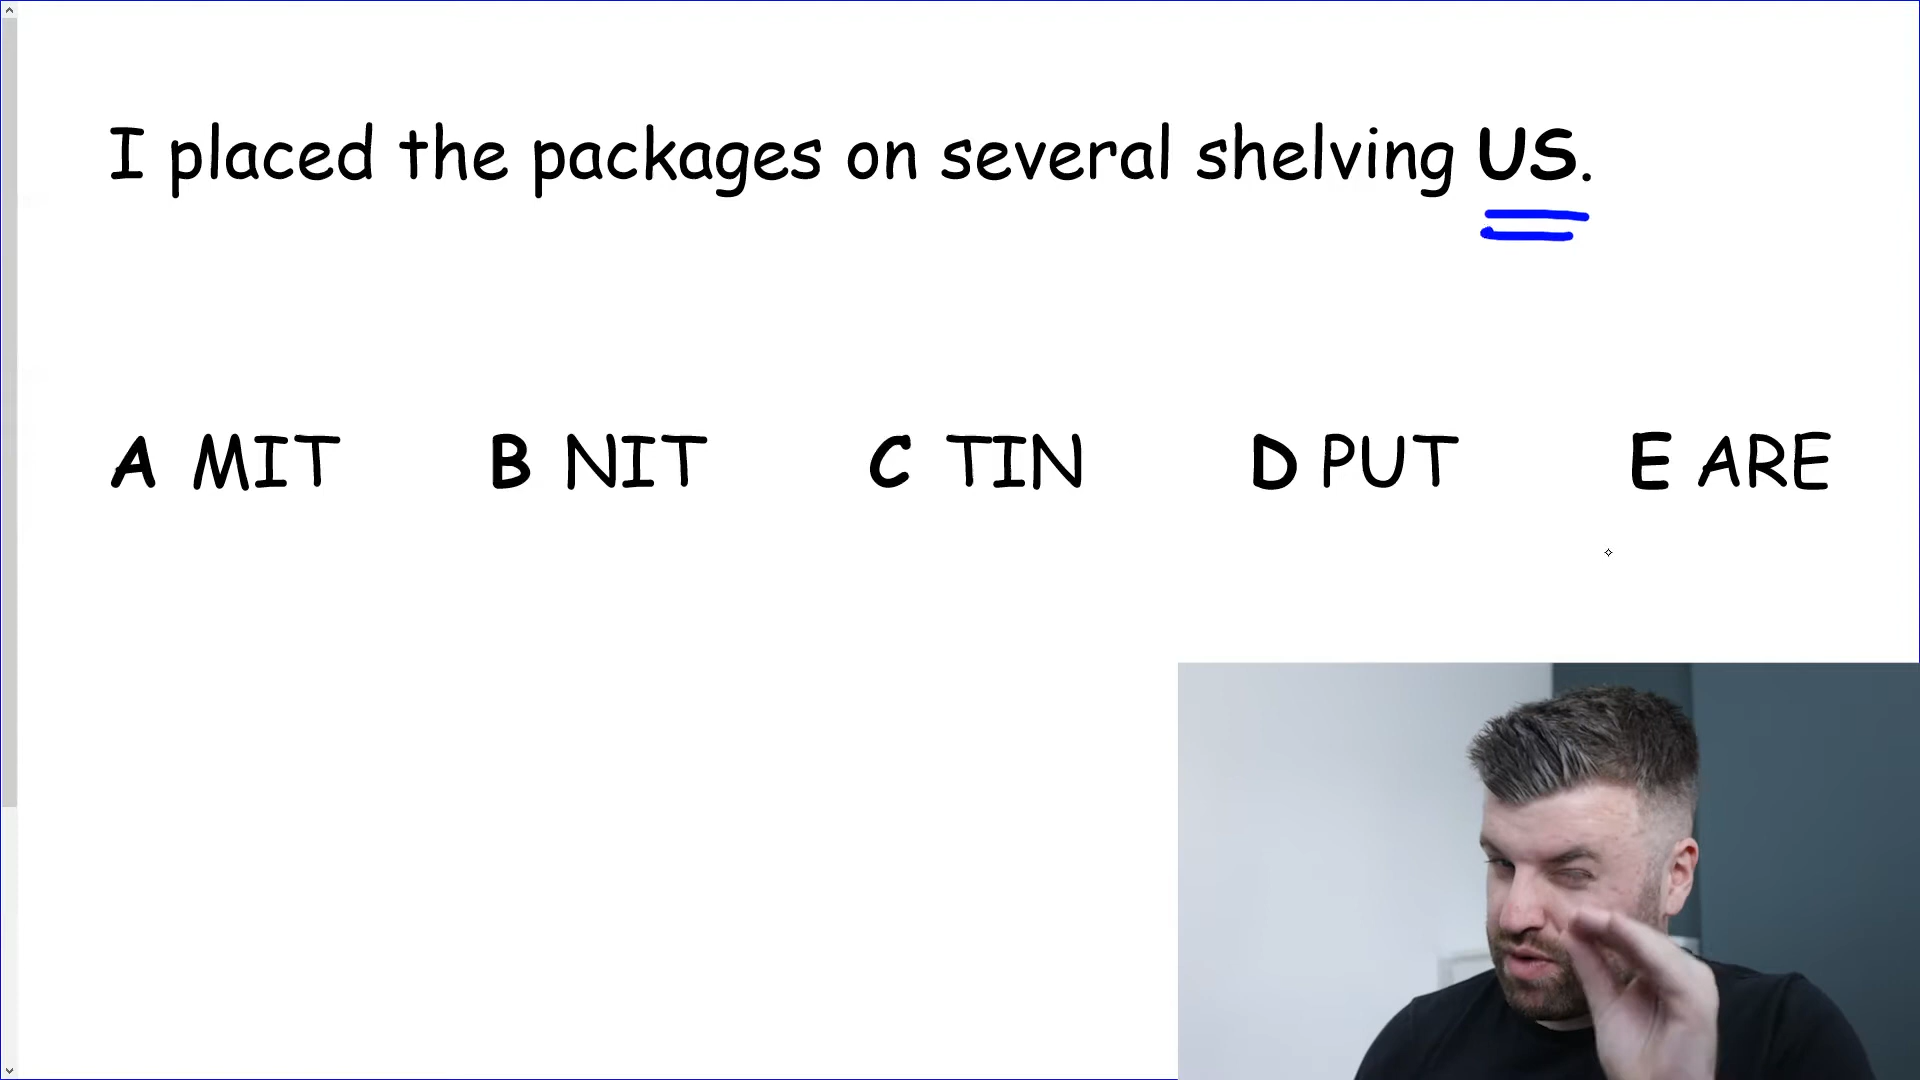 I placed the packages on several shelving US.
A MIT B NIT C TIN D PUT E ARE